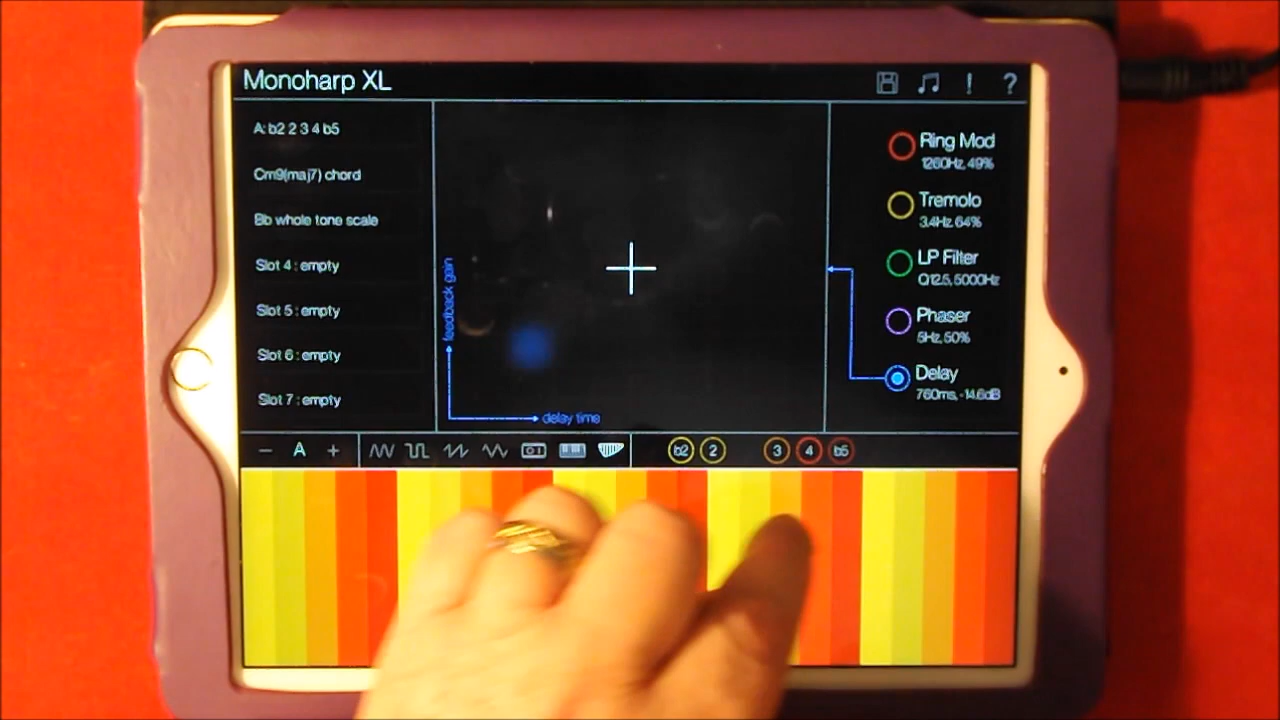 Monoharp XL
?
A: b2 2 3 4 b5
Cm9(maj7) chord
Bb whole tone scale
Slot 4 : empty
Slot 5 : empty
Slot 6 : empty
Slot 7 : empty
feedback gain
delay time
Ring Mod
1260Hz, 49%
Tremolo
3.4Hz, 64%
LP Filter
Q12.5, 5000Hz
Phaser
5Hz, 50%
Delay
760ms, -14.6dB
− A +
b2 2 3 4 b5